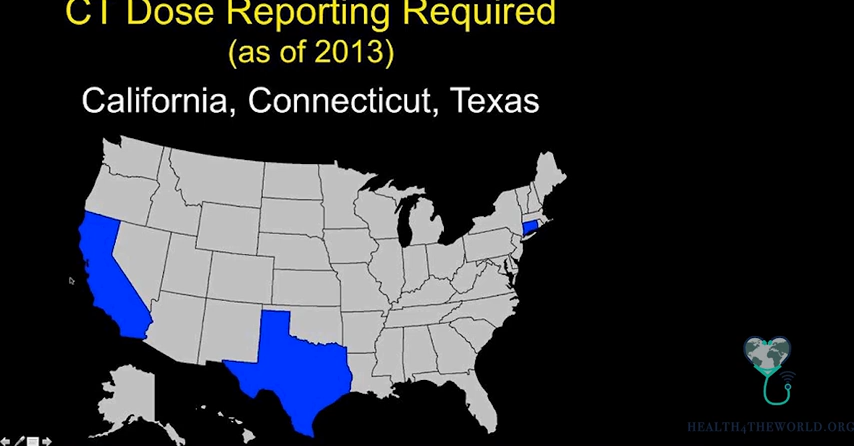 CT Dose Reporting Required
(as of 2013)
California, Connecticut, Texas
HEALTH4THEWORLD.ORG